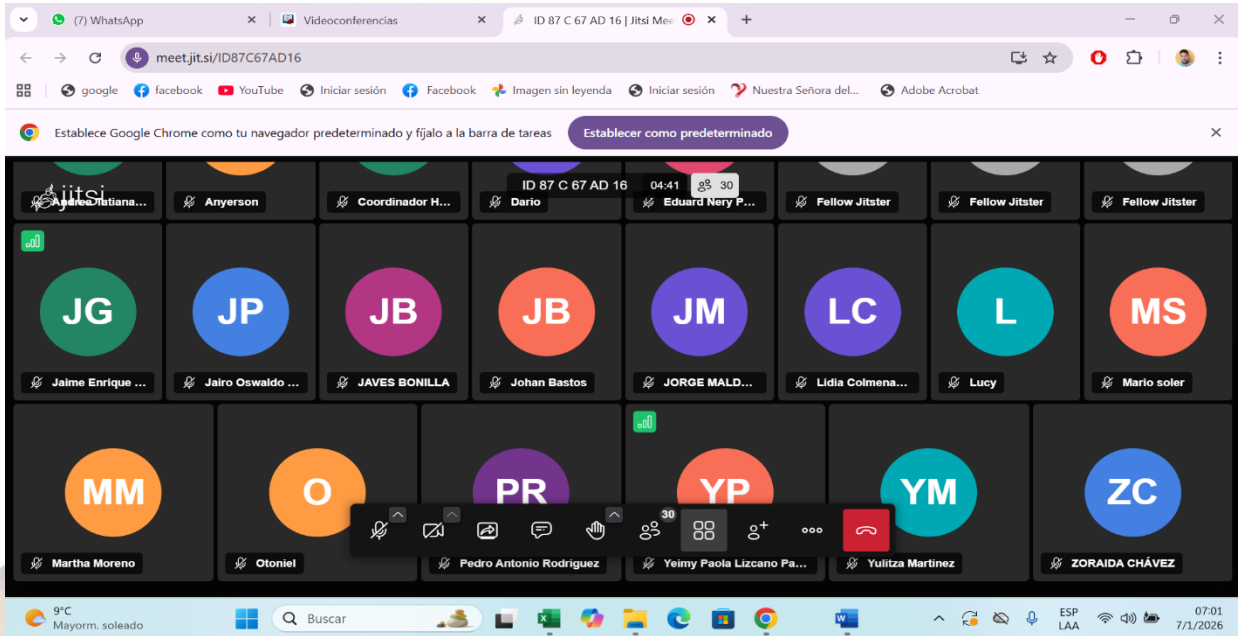 (7) WhatsApp
Videoconferencias
ID 87 C 67 AD 16 | Jitsi Mee
meet.jit.si/ID87C67AD16
google facebook YouTube Iniciar sesión Facebook Imagen sin leyenda Iniciar sesión Nuestra Señora del... Adobe Acrobat
Establece Google Chrome como tu navegador predeterminado y fíjalo a la barra de tareas Establecer como predeterminado
jitsi
ID 87 C 67 AD 16 04:41 30
Andrea Tatiana... Anyerson Coordinador H... Dario Eduard Nery P... Fellow Jitster Fellow Jitster Fellow Jitster
JG JP JB JB JM LC L MS
Jaime Enrique ... Jairo Oswaldo ... JAVES BONILLA Johan Bastos JORGE MALD... Lidia Colmena... Lucy Mario soler
MM O PR YP YM ZC
30
Martha Moreno Otoniel Pedro Antonio Rodriguez Yeimy Paola Lizcano Pa... Yulitza Martinez ZORAIDA CHÁVEZ
9°C
Mayorm. soleado
Buscar
ESP
LAA
07:01
7/1/2026